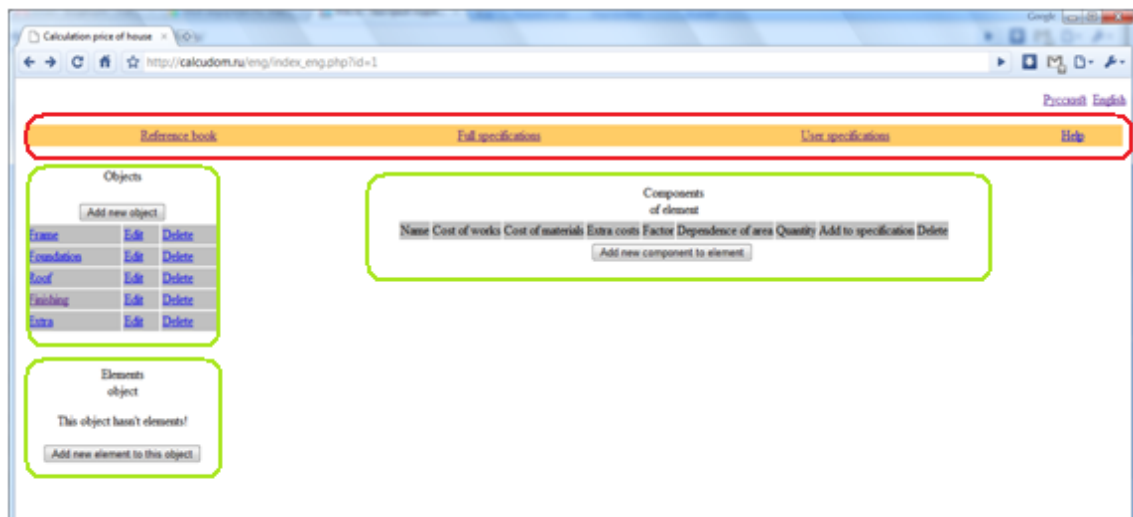 Google
Calculation price of house
http://calcudom.ru/eng/index_eng.php?id=1
Русский English
Reference book Full specifications User specifications Help
Objects
Add new object
Frame Edit Delete
Foundation Edit Delete
Roof Edit Delete
Finishing Edit Delete
Extra Edit Delete
Elements
object
This object hasn't elements!
Add new element to this object
Components
of element
Name Cost of works Cost of materials Extra costs Factor Dependence of area Quantity Add to specification Delete
Add new component to element